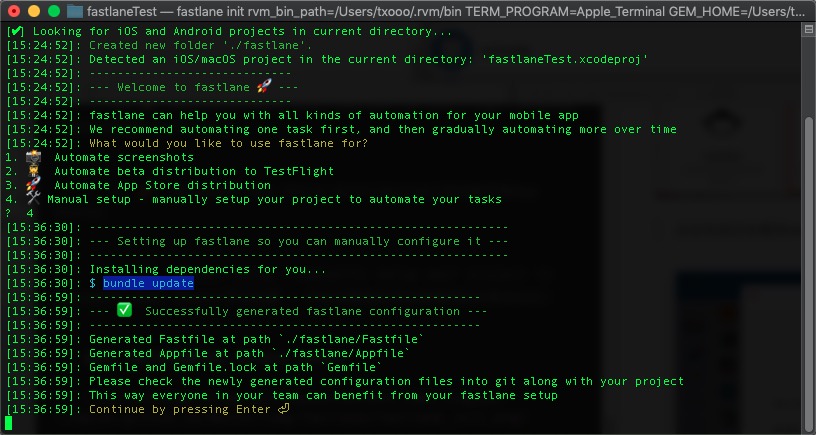 fastlaneTest — fastlane init rvm_bin_path=/Users/txooo/.rvm/bin TERM_PROGRAM=Apple_Terminal GEM_HOME=/Users/t...
[✔] Looking for iOS and Android projects in current directory...
[15:24:52]: Created new folder './fastlane'.
[15:24:52]: Detected an iOS/macOS project in the current directory: 'fastlaneTest.xcodeproj'
[15:24:52]: -----------------------------
[15:24:52]: --- Welcome to fastlane 🚀 ---
[15:24:52]: -----------------------------
[15:24:52]: fastlane can help you with all kinds of automation for your mobile app
[15:24:52]: We recommend automating one task first, and then gradually automating more over time
[15:24:52]: What would you like to use fastlane for?
1. 📸  Automate screenshots
2. 👩‍✈️  Automate beta distribution to TestFlight
3. 🚀  Automate App Store distribution
4. 🛠 Manual setup - manually setup your project to automate your tasks
?  4
[15:36:30]: ------------------------------------------------------------
[15:36:30]: --- Setting up fastlane so you can manually configure it ---
[15:36:30]: ------------------------------------------------------------
[15:36:30]: Installing dependencies for you...
[15:36:30]: $ bundle update
[15:36:59]: --------------------------------------------------------
[15:36:59]: --- ✅  Successfully generated fastlane configuration ---
[15:36:59]: --------------------------------------------------------
[15:36:59]: Generated Fastfile at path `./fastlane/Fastfile`
[15:36:59]: Generated Appfile at path `./fastlane/Appfile`
[15:36:59]: Gemfile and Gemfile.lock at path `Gemfile`
[15:36:59]: Please check the newly generated configuration files into git along with your project
[15:36:59]: This way everyone in your team can benefit from your fastlane setup
[15:36:59]: Continue by pressing Enter ⏎